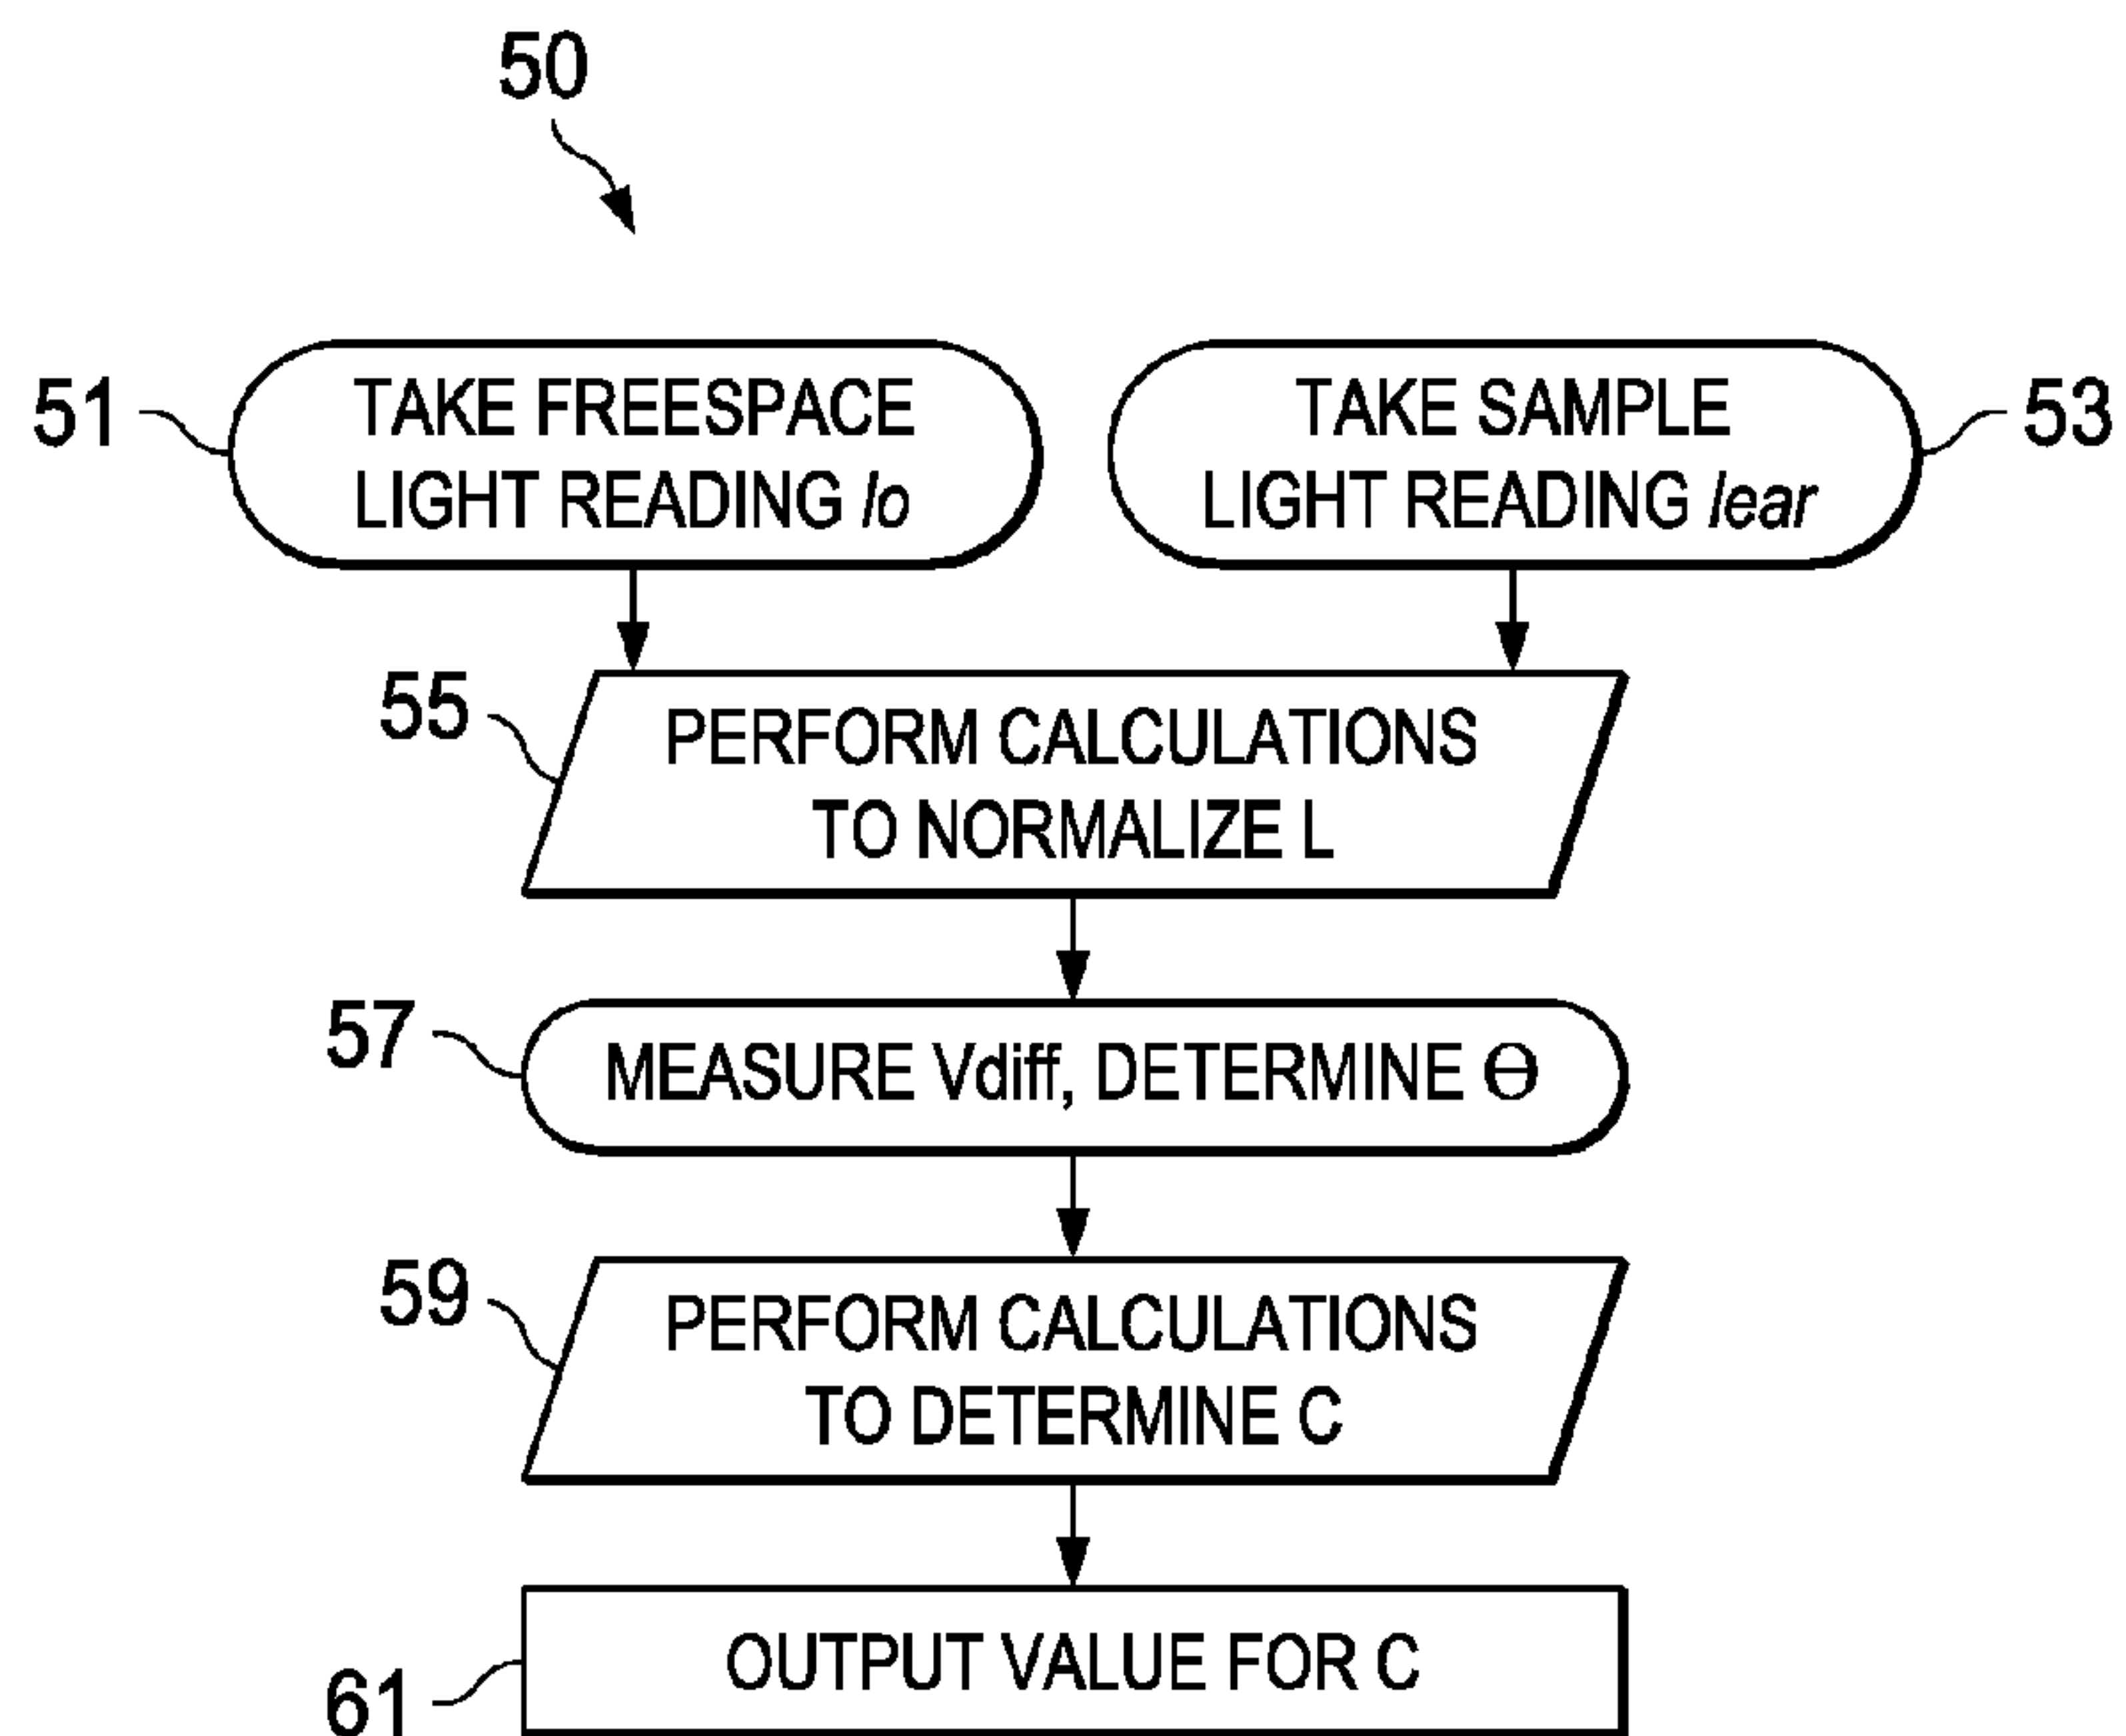 50
51
TAKE FREESPACE
LIGHT READING Io
TAKE SAMPLE
LIGHT READING Iear
53
55
PERFORM CALCULATIONS
TO NORMALIZE L
57
MEASURE Vdiff, DETERMINE Θ
59
PERFORM CALCULATIONS
TO DETERMINE C
61
OUTPUT VALUE FOR C